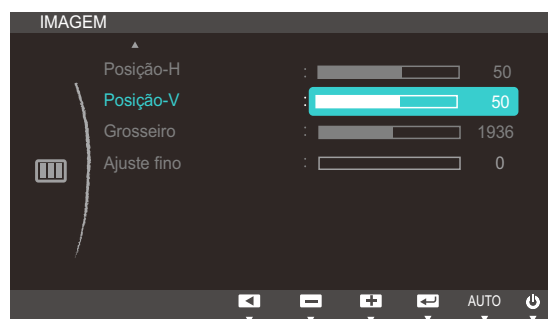 IMAGEM
Posição-H : 50
Posição-V : 50
Grosseiro : 1936
Ajuste fino : 0
AUTO